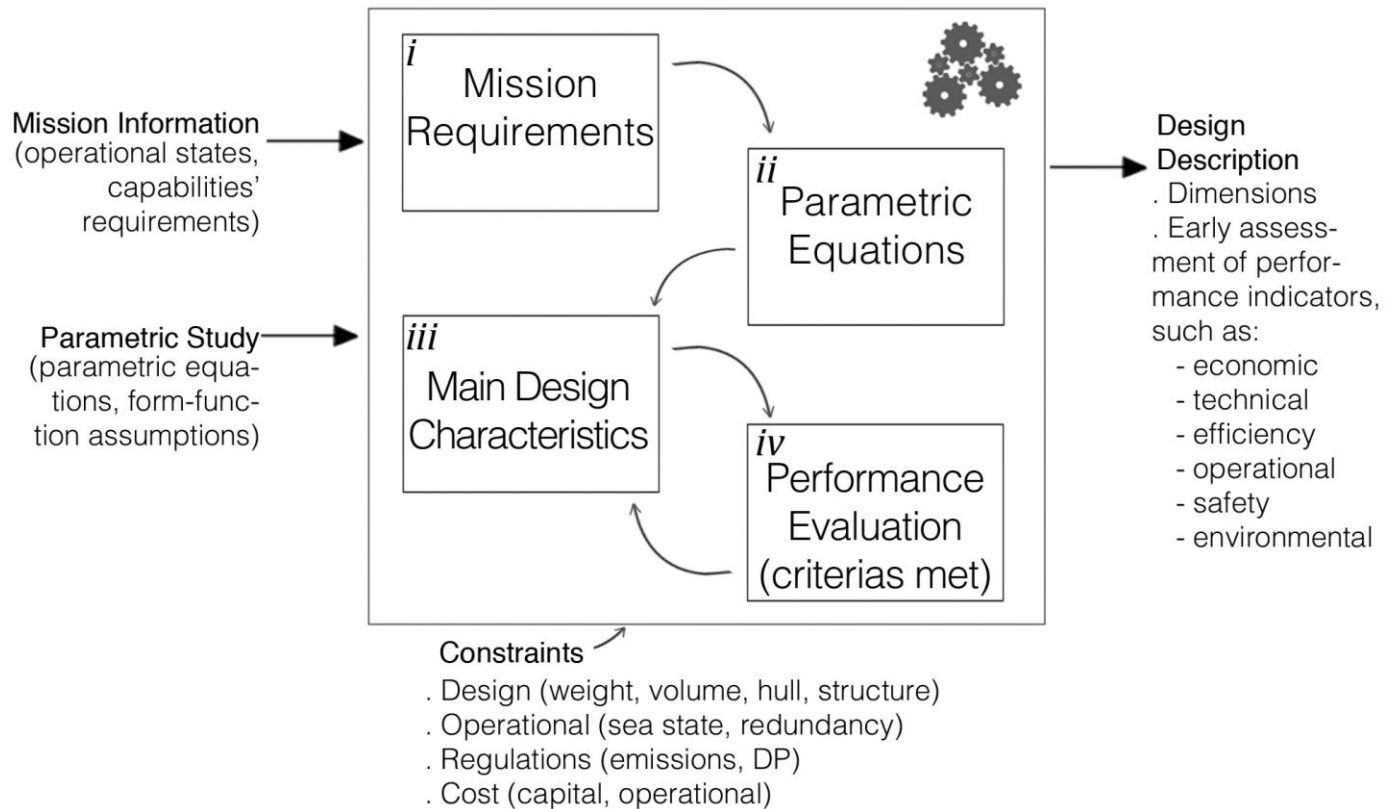 Mission Information
(operational states,
capabilities’
requirements)
Parametric Study
(parametric equa-
tions, form-func-
tion assumptions)
i
Mission
Requirements
ii
Parametric
Equations
iii
Main Design
Characteristics
iv
Performance
Evaluation
(criterias met)
Design
Description
. Dimensions
. Early assess-
ment of perfor-
mance indicators,
such as:
- economic
- technical
- efficiency
- operational
- safety
- environmental
Constraints
. Design (weight, volume, hull, structure)
. Operational (sea state, redundancy)
. Regulations (emissions, DP)
. Cost (capital, operational)